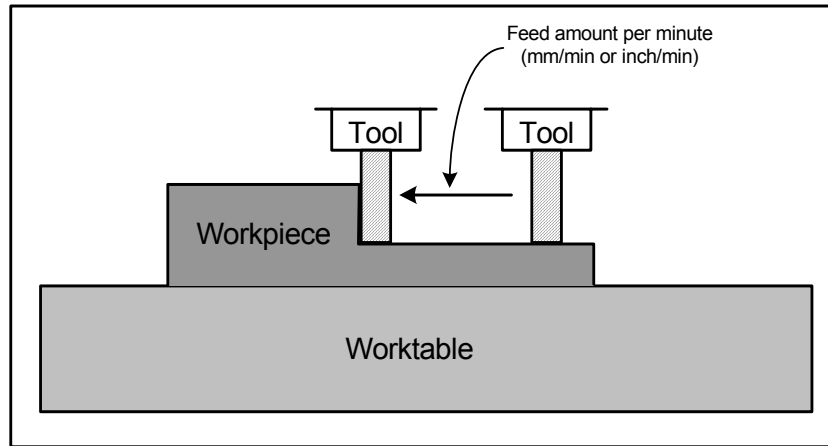 Feed amount per minute
(mm/min or inch/min)
Tool
Tool
Workpiece
Worktable